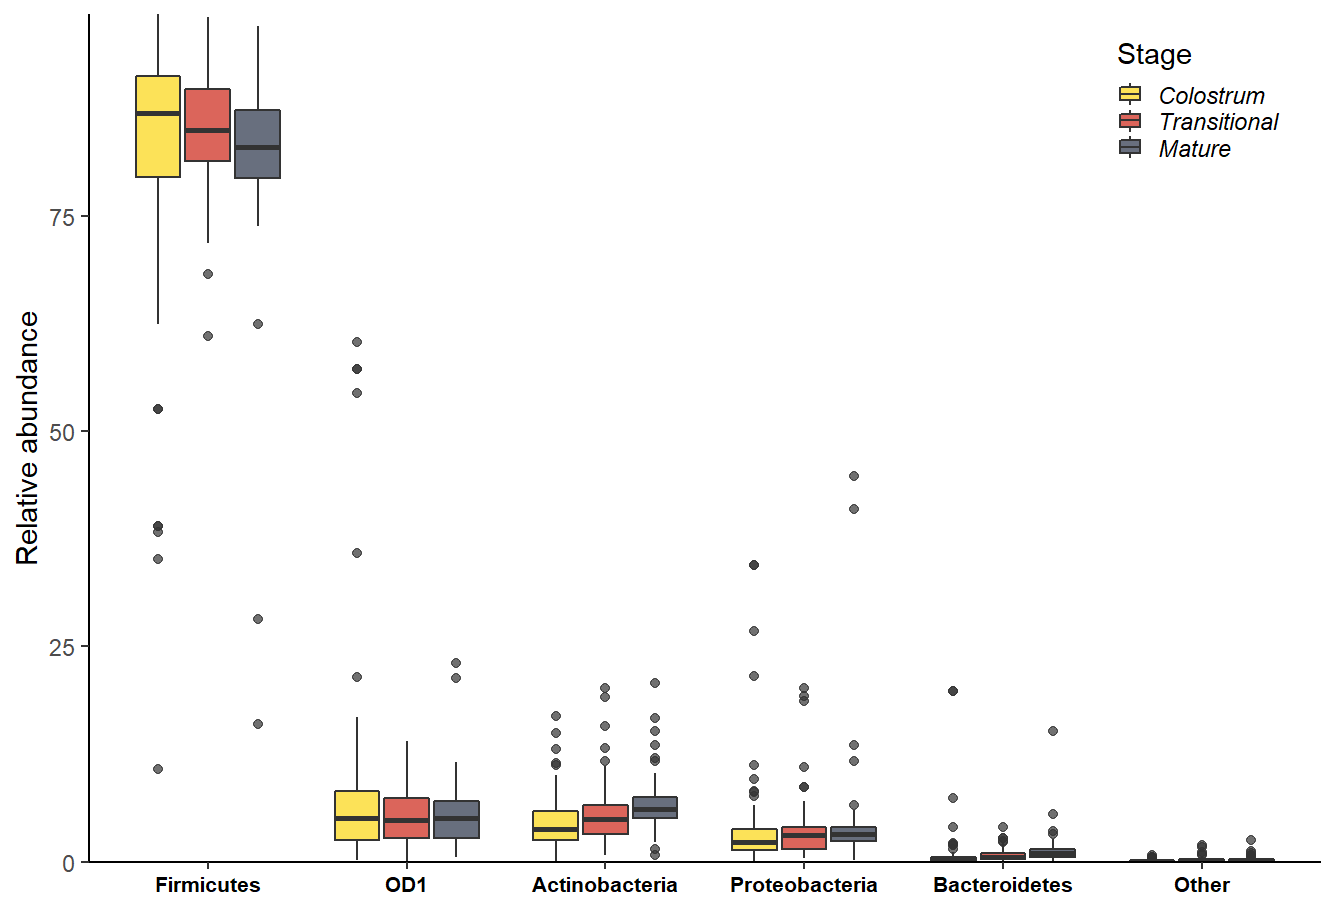 Stage
Colostrum
Transitional
Mature
Relative abundance
75
50
25
0
Firmicutes OD1 Actinobacteria Proteobacteria Bacteroidetes Other